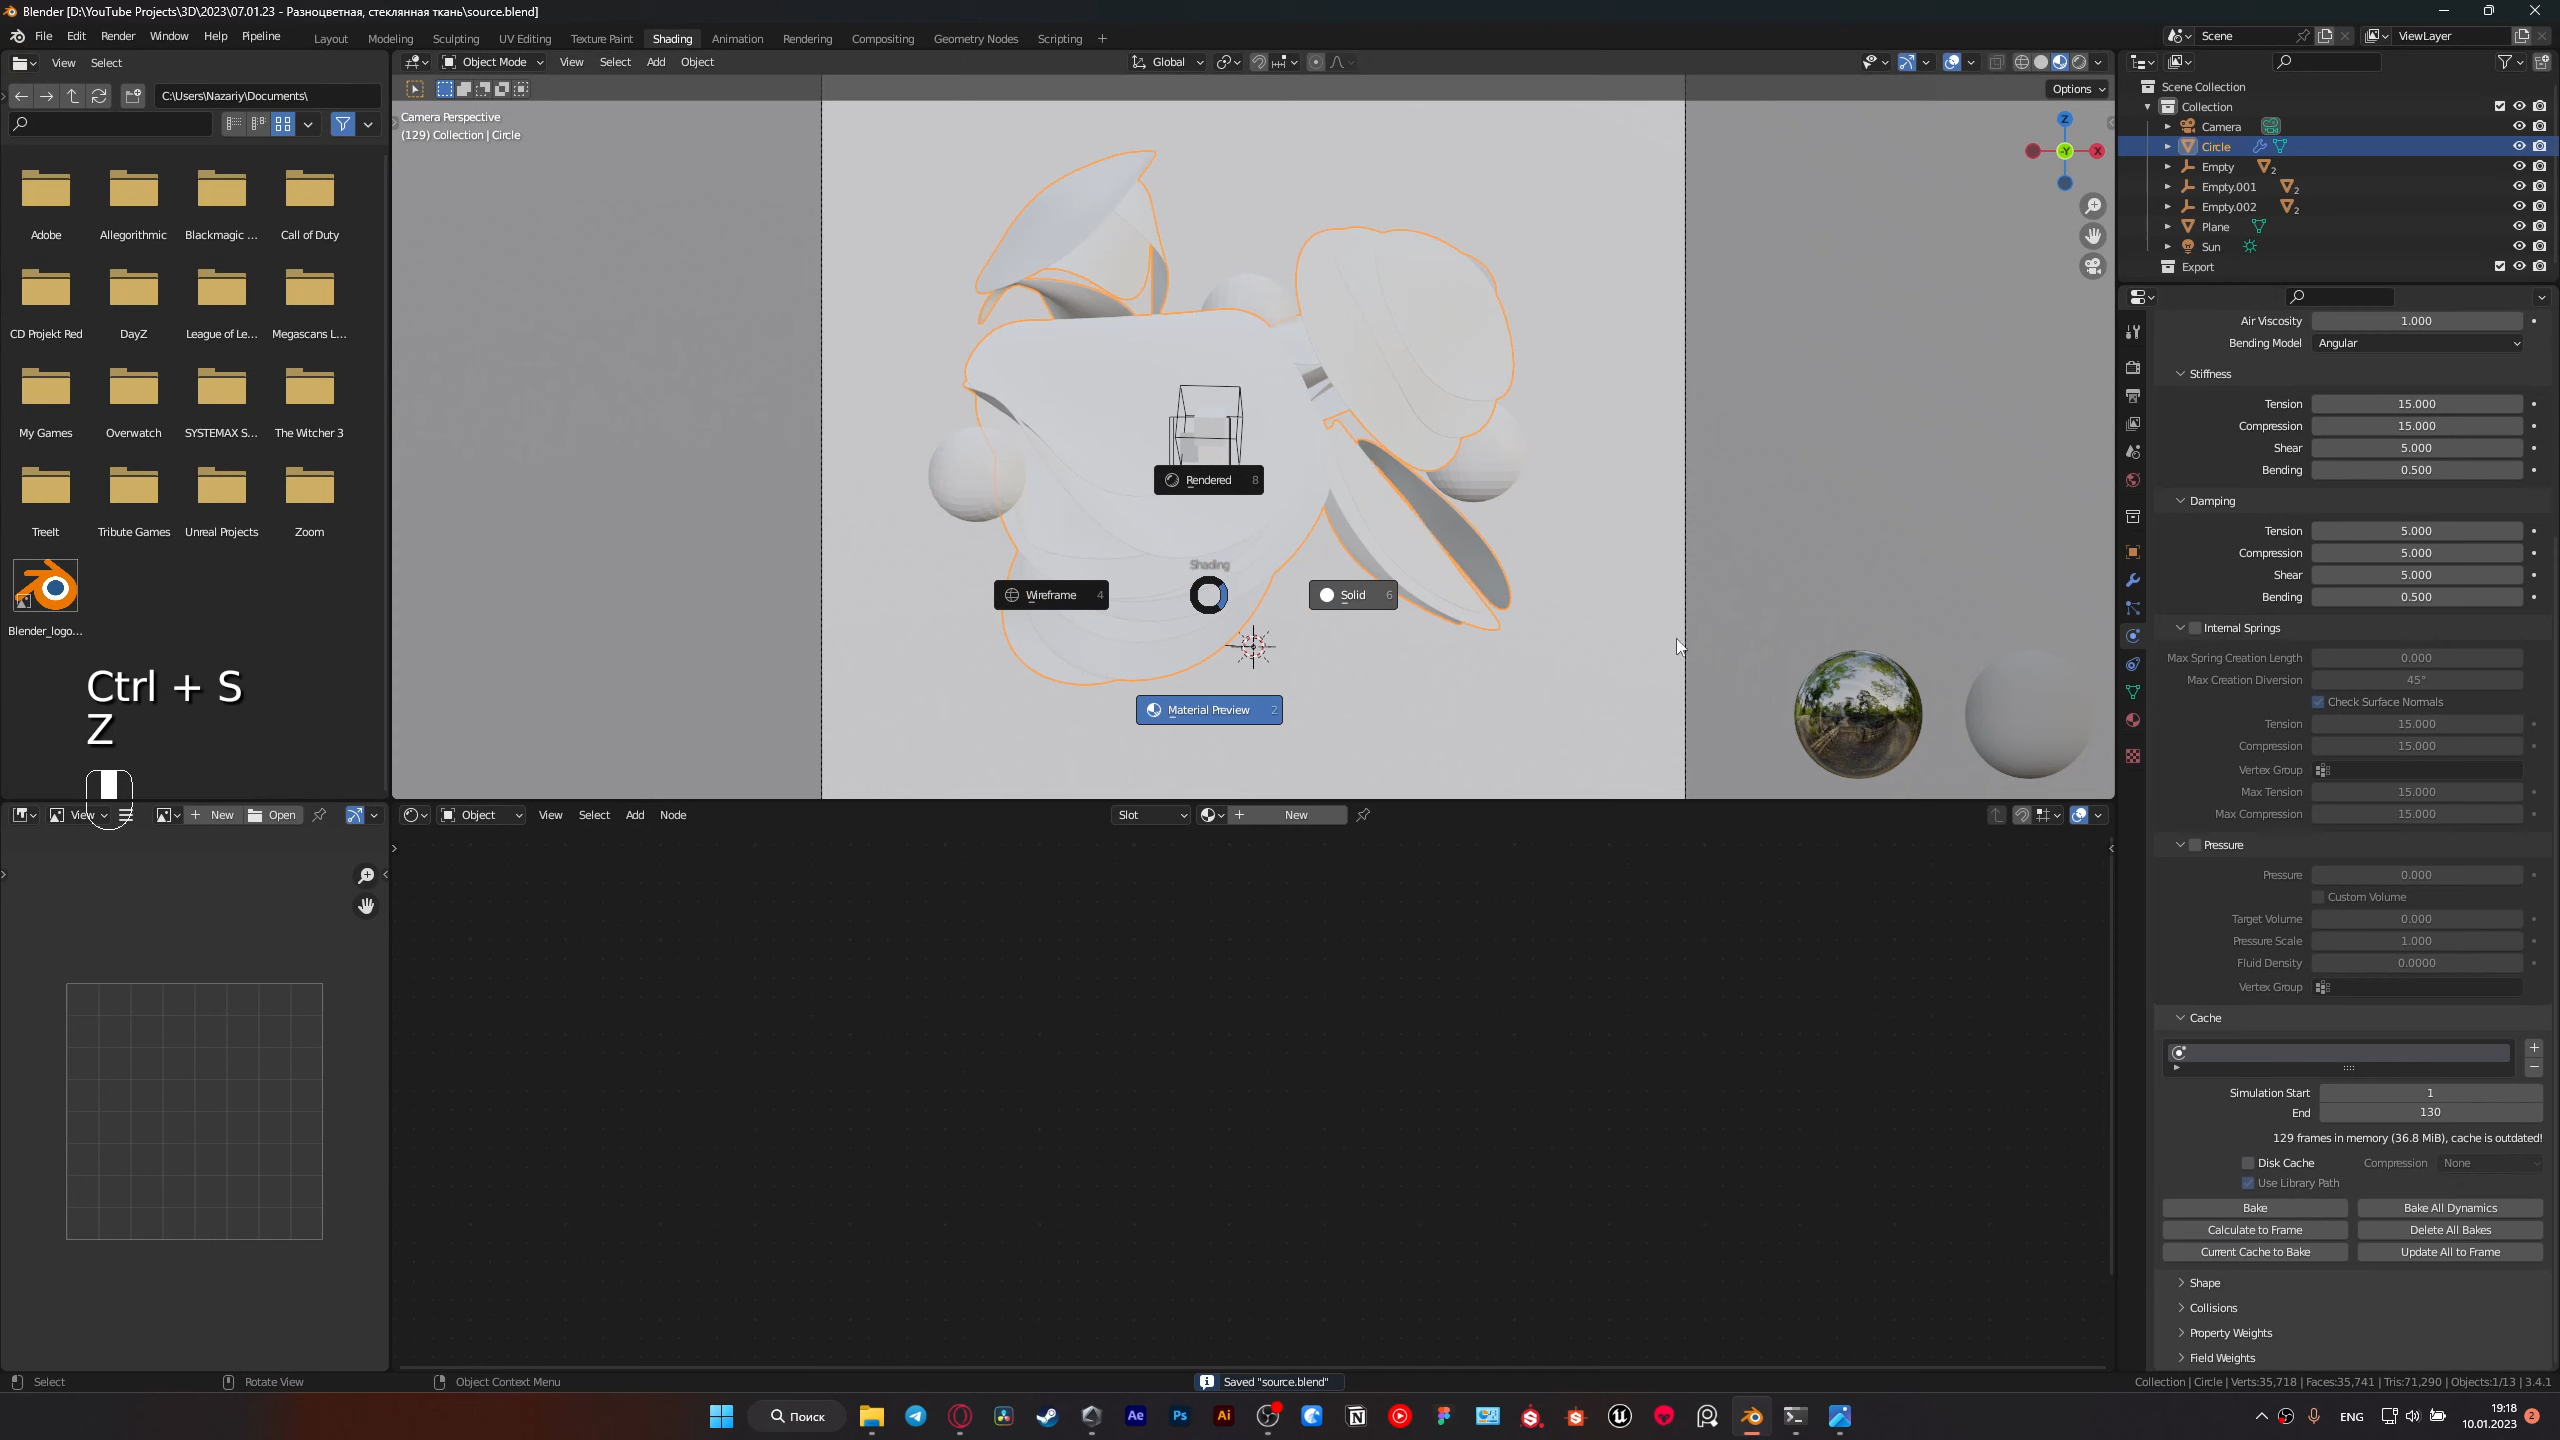 Blender [D:\YouTube Projects\3D\2023\07.01.23 - Разноцветная, стеклянная ткань\source.blend]
File Edit Render Window Help Pipeline
Layout Modeling Sculpting UV Editing Texture Paint Shading Animation Rendering Compositing Geometry Nodes Scripting +
Scene
ViewLayer
View Select
C:\Users\Nazariy\Documents\
Adobe Allegorithmic Blackmagic ... Call of Duty
CD Projekt Red DayZ League of Le... Megascans L...
My Games Overwatch SYSTEMAX S... The Witcher 3
TreeIt Tribute Games Unreal Projects Zoom
Blender_logo...
Ctrl + S
Z
Object Mode View Select Add Object
Global
Options
Camera Perspective
(129) Collection | Circle
Z
-Y
X
Rendered 8
Shading
Wireframe 4
Solid 6
Material Preview 2
View New Open
Object View Select Add Node
Slot
New
Scene Collection
Collection
Camera
Circle
Empty 2
Empty.001 2
Empty.002 2
Plane
Sun
Export
Air Viscosity 1.000
Bending Model Angular
Stiffness
Tension 15.000
Compression 15.000
Shear 5.000
Bending 0.500
Damping
Tension 5.000
Compression 5.000
Shear 5.000
Bending 0.500
Internal Springs
Max Spring Creation Length 0.000
Max Creation Diversion 45°
Check Surface Normals
Tension 15.000
Compression 15.000
Vertex Group
Max Tension 15.000
Max Compression 15.000
Pressure
Pressure 0.000
Custom Volume
Target Volume 0.000
Pressure Scale 1.000
Fluid Density 0.0000
Vertex Group
Cache
Simulation Start 1
End 130
129 frames in memory (36.8 MiB), cache is outdated!
Disk Cache Compression None
Use Library Path
Bake Bake All Dynamics
Calculate to Frame Delete All Bakes
Current Cache to Bake Update All to Frame
Shape
Collisions
Property Weights
Field Weights
Select Rotate View Object Context Menu
Saved "source.blend"
Collection | Circle | Verts:35,718 | Faces:35,741 | Tris:71,290 | Objects:1/13 | 3.4.1
Поиск
Ae Ps Ai
ENG
19:18
10.01.2023
2